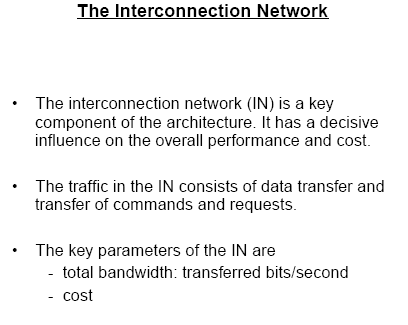 The Interconnection Network
• The interconnection network (IN) is a key
component of the architecture. It has a decisive
influence on the overall performance and cost.
• The traffic in the IN consists of data transfer and
transfer of commands and requests.
• The key parameters of the IN are
- total bandwidth: transferred bits/second
- cost